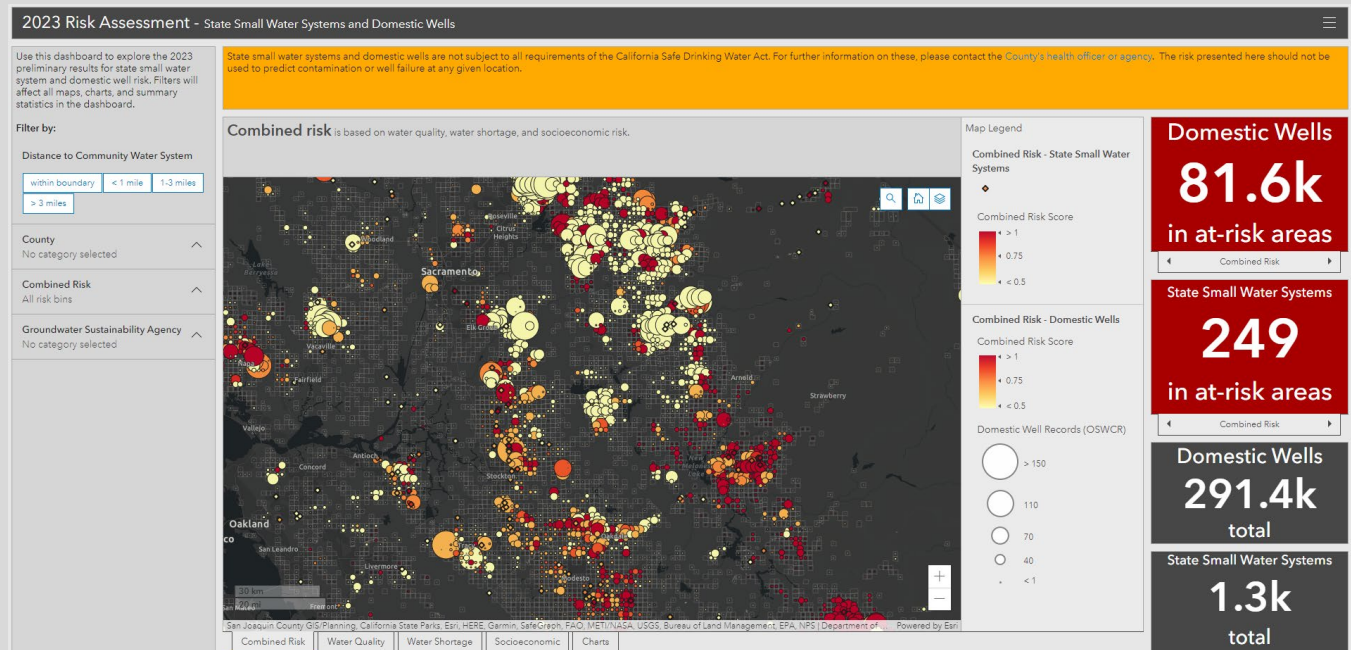 2023 Risk Assessment - State Small Water Systems and Domestic Wells
Use this dashboard to explore the 2023
preliminary results for state small water
system and domestic well risk. Filters will
affect all maps, charts, and summary
statistics in the dashboard.
Filter by:
Distance to Community Water System
within boundary
< 1 mile
1-3 miles
> 3 miles
County
No category selected
Combined Risk
All risk bins
Groundwater Sustainability Agency
No category selected
State small water systems and domestic wells are not subject to all requirements of the California Safe Drinking Water Act. For further information on these, please contact the County's health officer or agency. The risk presented here should not be
used to predict contamination or well failure at any given location.
Combined risk is based on water quality, water shortage, and socioeconomic risk.
Roseville
Citrus
Heights
Woodland
Lake
Berryessa
Sacramento
Elk Grove
Vacaville
Napa
Fairfield
Arnold
Strawberry
Vallejo
Antioch
Concord
Stockton
New
Melones
Lake
Oakland
co
San Leandro
Livermore
Modesto
30 km
20 mi
San Mateo
Fremont
San Joaquin County GIS Planning, California State Parks, Esri, HERE, Garmin, SafeGraph, FAO, METI/NASA, USGS, Bureau of Land Management, EPA, NPS | Department of ... Powered by Esri
Combined Risk
Water Quality
Water Shortage
Socioeconomic
Charts
Map Legend
Combined Risk - State Small Water
Systems
Combined Risk Score
> 1
0.75
< 0.5
Combined Risk - Domestic Wells
Combined Risk Score
> 1
0.75
< 0.5
Domestic Well Records (OSWCR)
> 150
110
70
40
< 1
Domestic Wells
81.6k
in at-risk areas
Combined Risk
State Small Water Systems
249
in at-risk areas
Combined Risk
Domestic Wells
291.4k
total
State Small Water Systems
1.3k
total